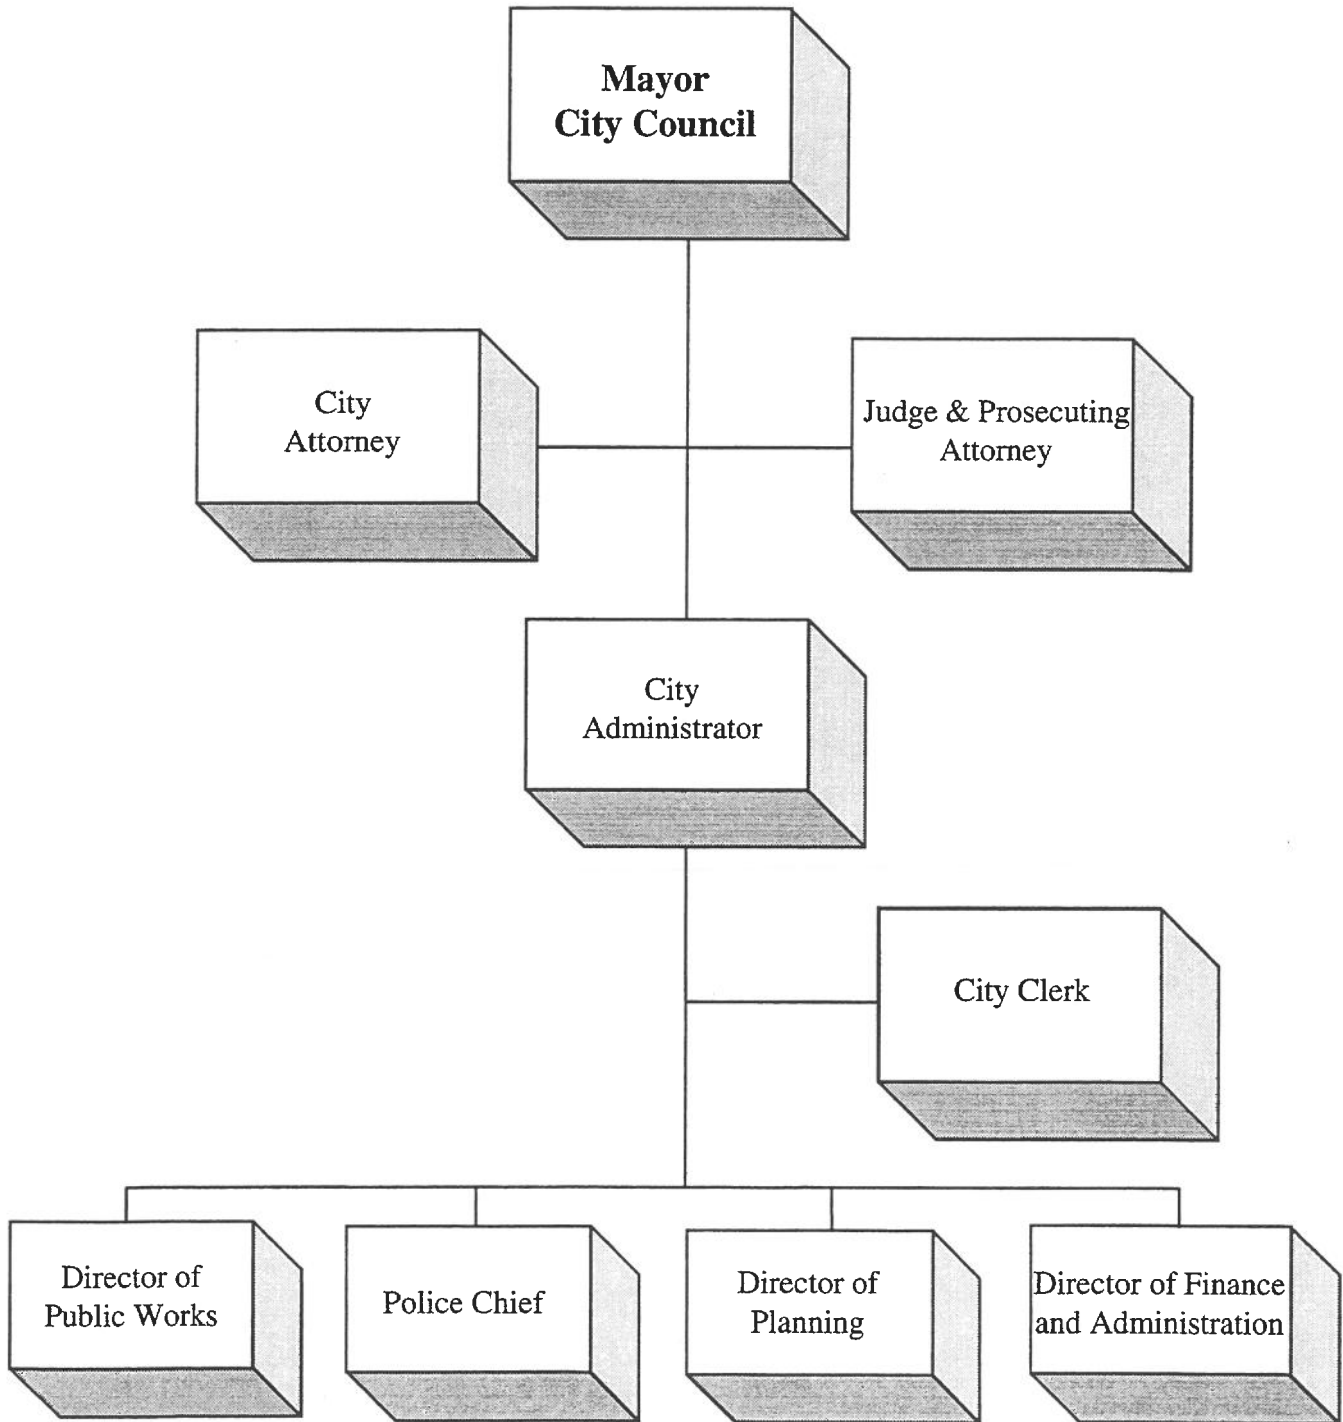 Mayor
City Council
City
Attorney
Judge & Prosecuting
Attorney
City
Administrator
City Clerk
Director of
Public Works
Police Chief
Director of
Planning
Director of Finance
and Administration